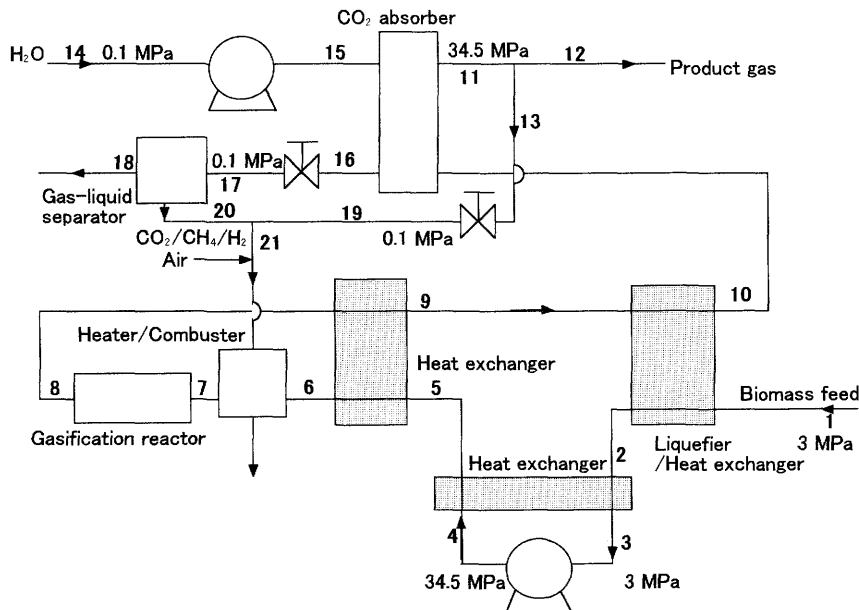 CO₂ absorber
H₂O 14 0.1 MPa 15 34.5 MPa 12
11 Product gas
13
18 0.1 MPa 16
17
Gas-liquid
separator
20 19
0.1 MPa
CO₂/CH₄/H₂ 21
Air
9 10
Heater/Combuster
Heat exchanger
8 7 6 5
Biomass feed
1
3 MPa
Gasification reactor
Liquefier
/Heat exchanger
Heat exchanger 2
4 3
34.5 MPa 3 MPa